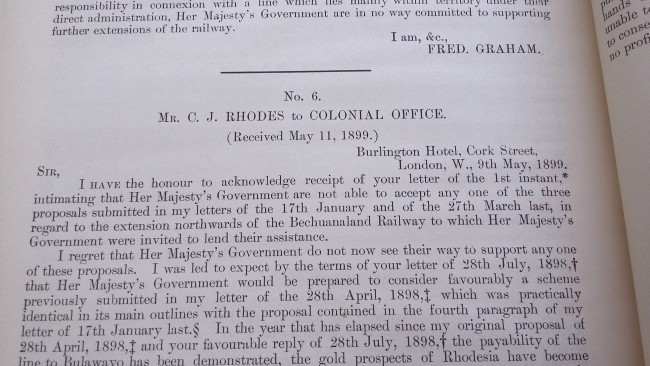 responsibility in connexion with a line which lies mainly within territory under their
direct administration, Her Majesty's Government are in no way committed to supporting
further extensions of the railway.
I am, &c.,
FRED. GRAHAM.
No. 6.
MR. C. J. RHODES to COLONIAL OFFICE.
(Received May 11, 1899.)
Burlington Hotel, Cork Street,
London, W., 9th May, 1899.
SIR,
I HAVE the honour to acknowledge receipt of your letter of the 1st instant,*
intimating that Her Majesty's Government are not able to accept any one of the three
proposals submitted in my letters of the 17th January and of the 27th March last, in
regard to the extension northwards of the Bechuanaland Railway to which Her Majesty's
Government were invited to lend their assistance.
I regret that Her Majesty's Government do not now see their way to support any one
of these proposals. I was led to expect by the terms of your letter of 28th July, 1898,†
that Her Majesty's Government would be prepared to consider favourably a scheme
previously submitted in my letter of the 28th April, 1898,‡ which was practically
identical in its main outlines with the proposal contained in the fourth paragraph of my
letter of 17th January last.§ In the year that has elapsed since my original proposal of
28th April, 1898,‡ and your favourable reply of 28th July, 1898,† the payability of the
line to Bulawayo has been demonstrated, the gold prospects of Rhodesia have become
hands
unable to
to conse
no profi